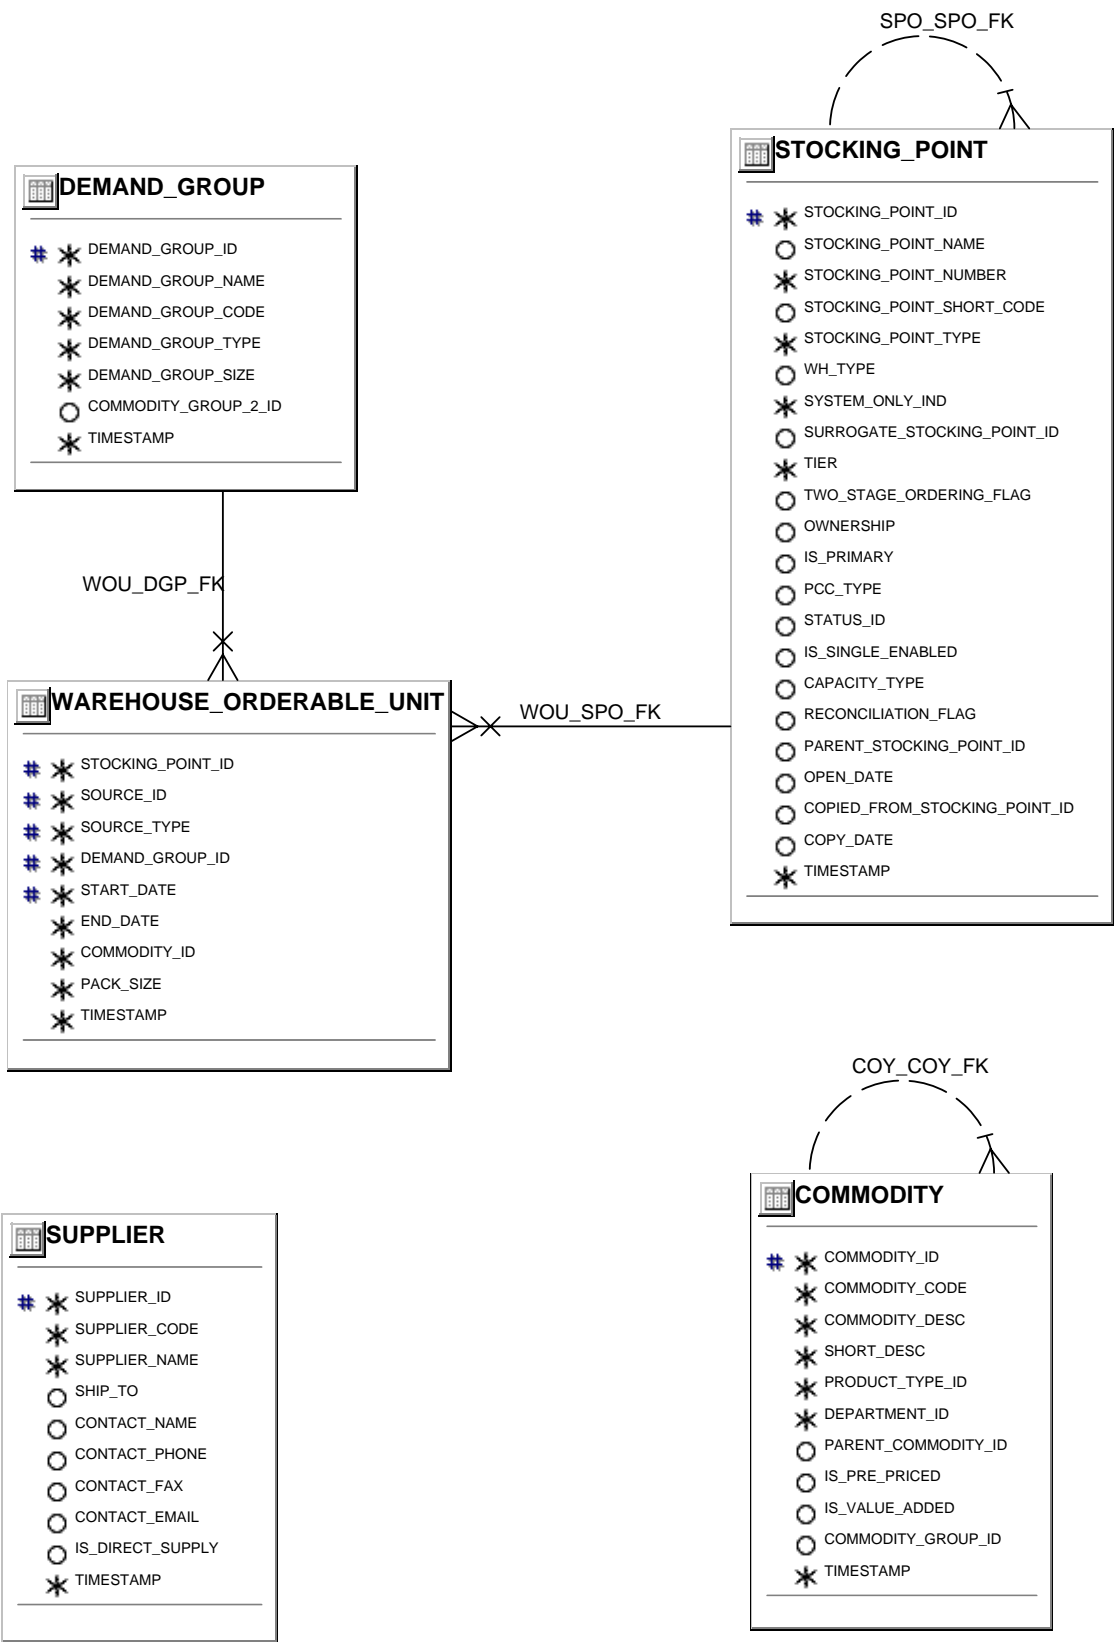 SPO_SPO_FK
STOCKING_POINT
# * STOCKING_POINT_ID
○ STOCKING_POINT_NAME
* STOCKING_POINT_NUMBER
○ STOCKING_POINT_SHORT_CODE
* STOCKING_POINT_TYPE
○ WH_TYPE
* SYSTEM_ONLY_IND
○ SURROGATE_STOCKING_POINT_ID
* TIER
○ TWO_STAGE_ORDERING_FLAG
○ OWNERSHIP
○ IS_PRIMARY
○ PCC_TYPE
○ STATUS_ID
○ IS_SINGLE_ENABLED
○ CAPACITY_TYPE
○ RECONCILIATION_FLAG
○ PARENT_STOCKING_POINT_ID
○ OPEN_DATE
○ COPIED_FROM_STOCKING_POINT_ID
○ COPY_DATE
* TIMESTAMP
DEMAND_GROUP
# * DEMAND_GROUP_ID
* DEMAND_GROUP_NAME
* DEMAND_GROUP_CODE
* DEMAND_GROUP_TYPE
* DEMAND_GROUP_SIZE
○ COMMODITY_GROUP_2_ID
* TIMESTAMP
WOU_DGP_FK
WAREHOUSE_ORDERABLE_UNIT
# * STOCKING_POINT_ID
# * SOURCE_ID
# * SOURCE_TYPE
# * DEMAND_GROUP_ID
# * START_DATE
* END_DATE
* COMMODITY_ID
* PACK_SIZE
* TIMESTAMP
WOU_SPO_FK
COY_COY_FK
COMMODITY
# * COMMODITY_ID
* COMMODITY_CODE
* COMMODITY_DESC
* SHORT_DESC
* PRODUCT_TYPE_ID
* DEPARTMENT_ID
○ PARENT_COMMODITY_ID
○ IS_PRE_PRICED
○ IS_VALUE_ADDED
○ COMMODITY_GROUP_ID
* TIMESTAMP
SUPPLIER
# * SUPPLIER_ID
* SUPPLIER_CODE
* SUPPLIER_NAME
○ SHIP_TO
○ CONTACT_NAME
○ CONTACT_PHONE
○ CONTACT_FAX
○ CONTACT_EMAIL
○ IS_DIRECT_SUPPLY
* TIMESTAMP